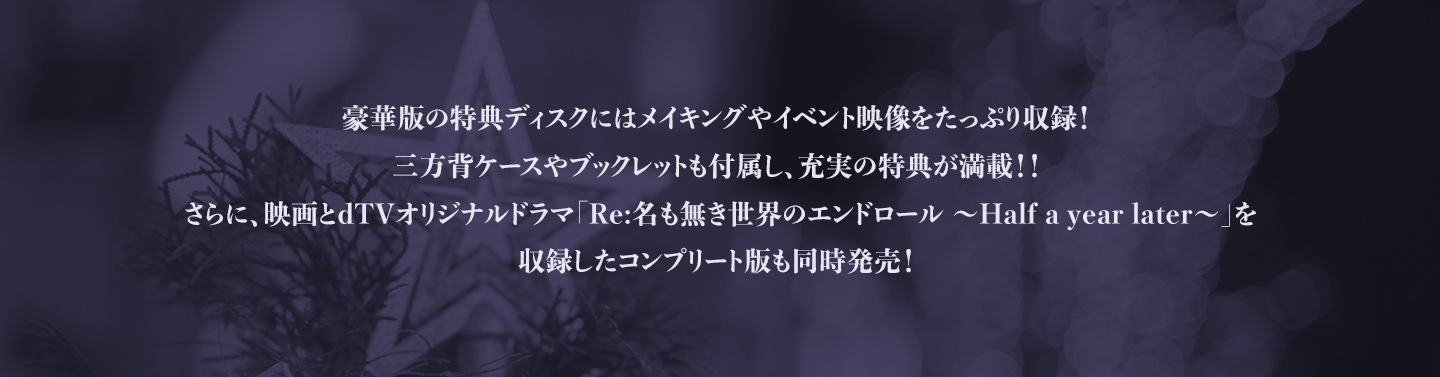 豪華版の特典ディスクにはメイキングやイベント映像をたっぷり収録！
三方背ケースやブックレットも付属し、充実の特典が満載！！
さらに、映画とdTVオリジナルドラマ「Re:名も無き世界のエンドロール ～Half a year later～」を
収録したコンプリート版も同時発売！